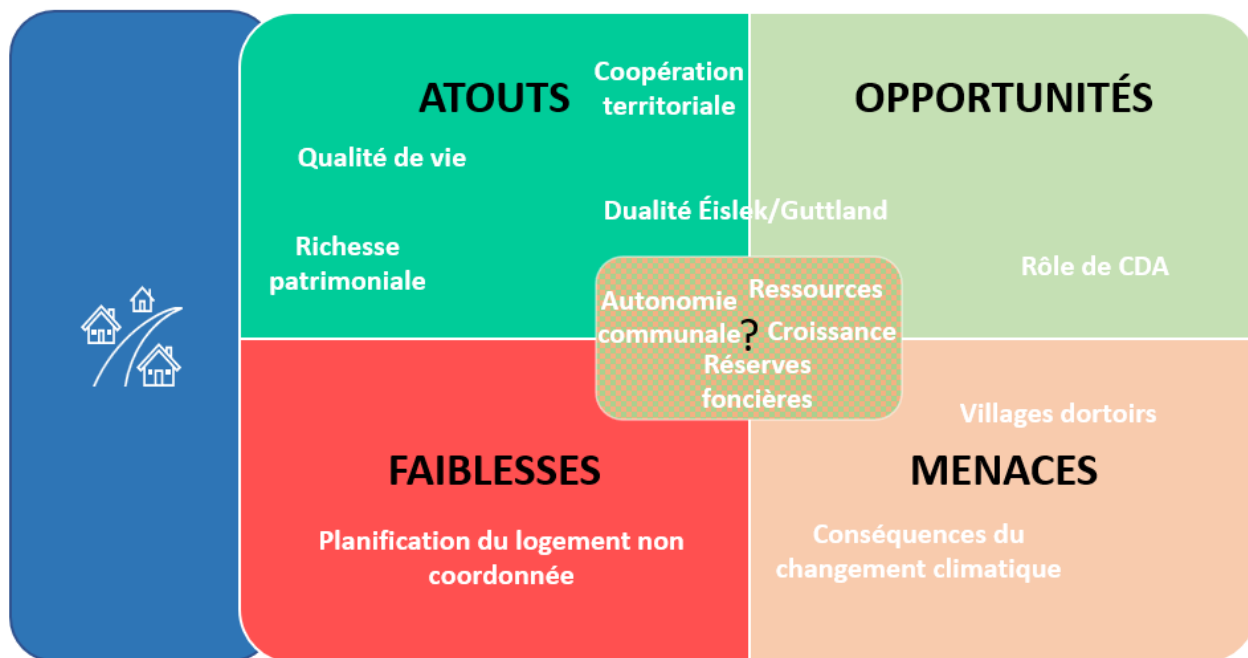 ATOUTS
Coopération
territoriale
Qualité de vie
Richesse
patrimoniale
Dualité Éislek/Guttland
OPPORTUNITÉS
Rôle de CDA
Autonomie
communale
?
Ressources
Croissance
Réserves
foncières
FAIBLESSES
Planification du logement non
coordonnée
Villages dortoirs
MENACES
Conséquences du
changement climatique